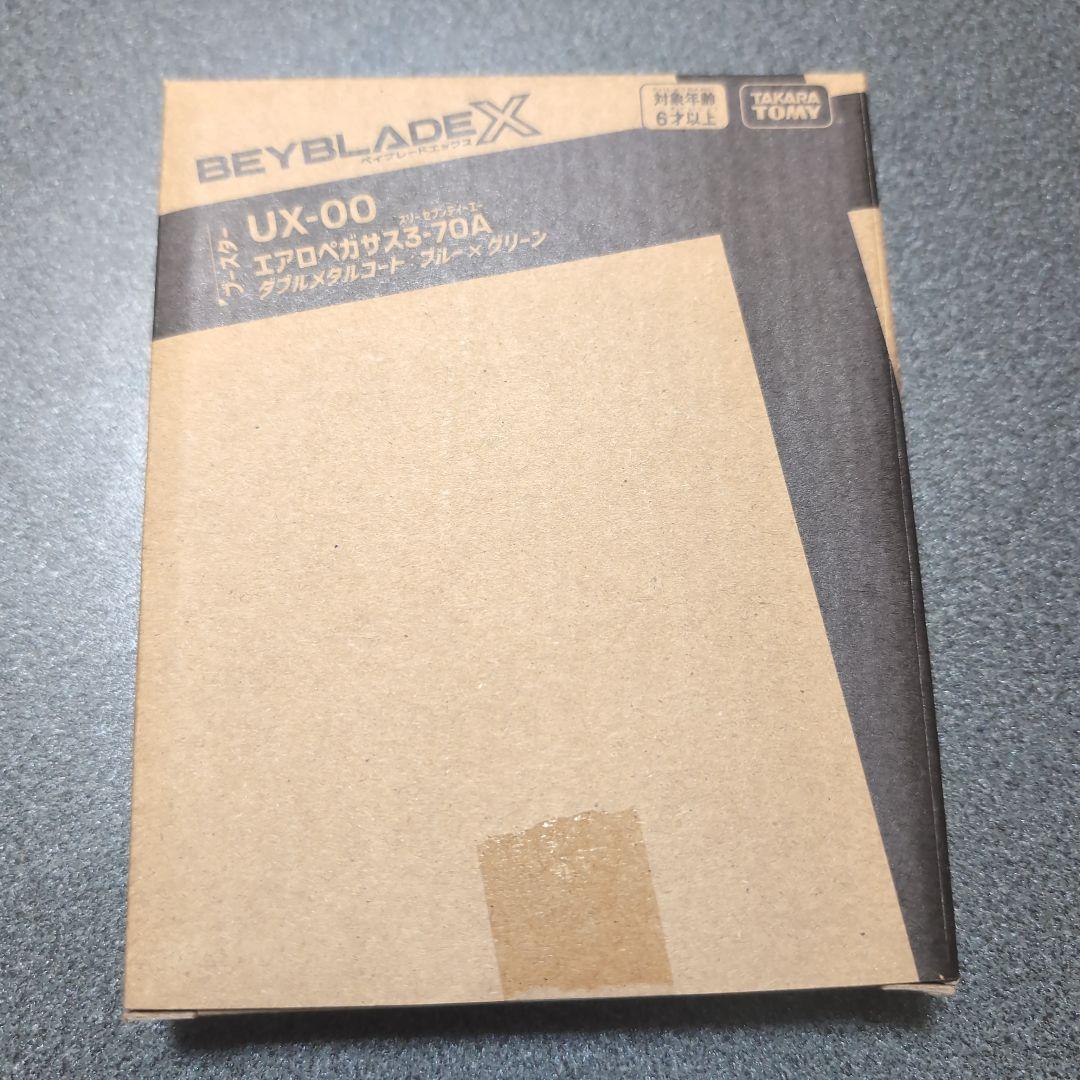 BEYBLADE X
ベイブレードエックス
対象年齢
6才以上
TAKARA
TOMY
ブースター
UX-00
スリーセブンディーエー
エアロペガサス3-70A
ダブルメタルコート:ブルー×グリーン